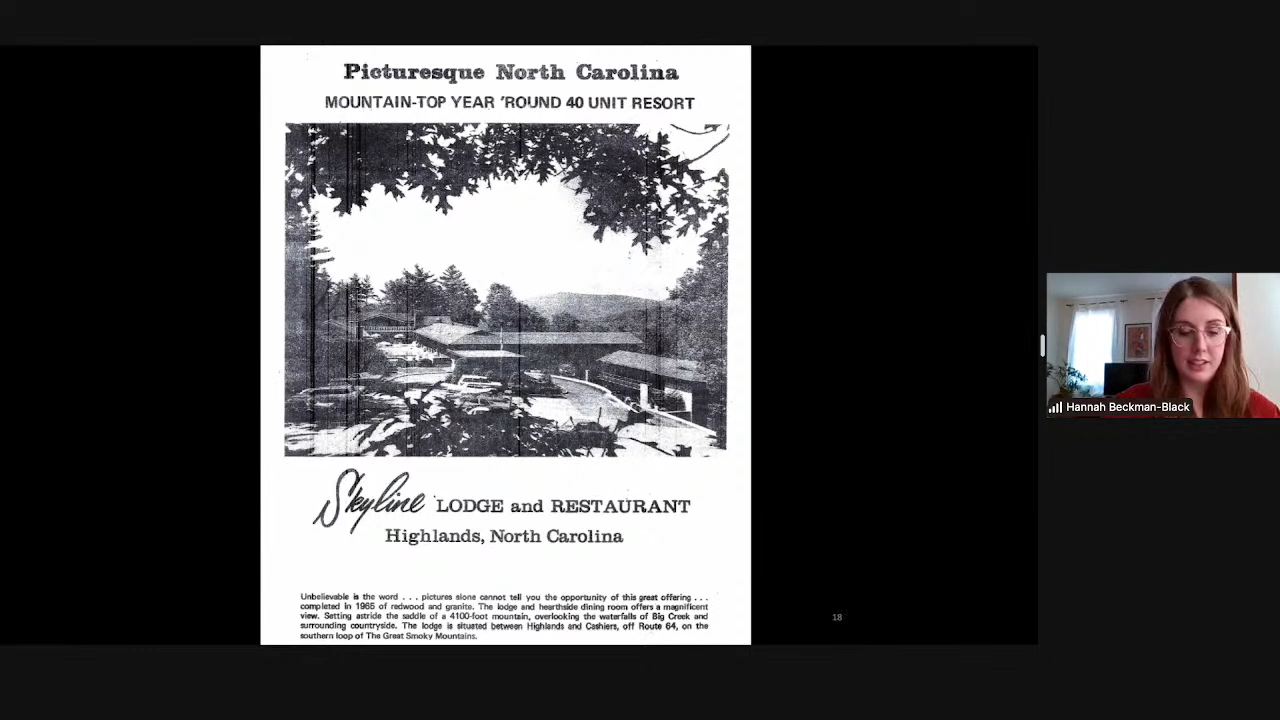 Picturesque North Carolina
MOUNTAIN-TOP YEAR 'ROUND 40 UNIT RESORT
Skyline LODGE and RESTAURANT
Highlands, North Carolina
Unbelievable is the word . . . pictures slone cannot tell you the opportunity of this great offering . . .
completed in 1965 of redwood and granite. The lodge and hearthside dining room offers a magnificent
view. Setting astride the saddle of a 4100-foot mountain, overlooking the waterfalls of Big Creek and
surrounding countryside. The lodge is situated between Highlands and Cashiers, off Route 64, on the
southern loop of The Great Smoky Mountains.
18
Hannah Beckman-Black